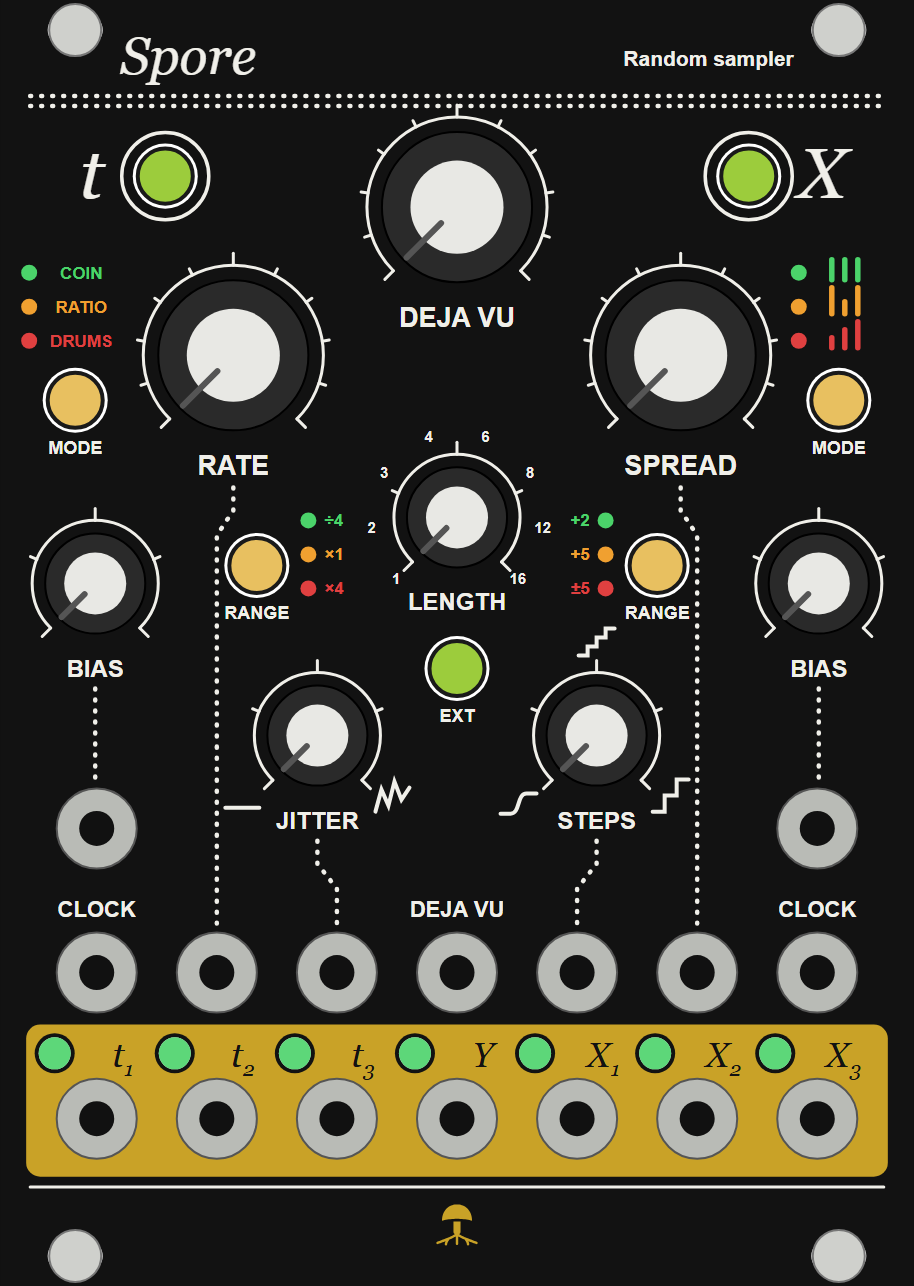 Spore
Random sampler
t
X
DEJA VU
COIN
RATIO
DRUMS
MODE
MODE
RATE
SPREAD
1
2
3
4
6
8
12
16
LENGTH
÷4
×1
×4
RANGE
+2
+5
±5
RANGE
BIAS
BIAS
EXT
JITTER
STEPS
CLOCK
DEJA VU
CLOCK
t1
t2
t3
Y
X1
X2
X3